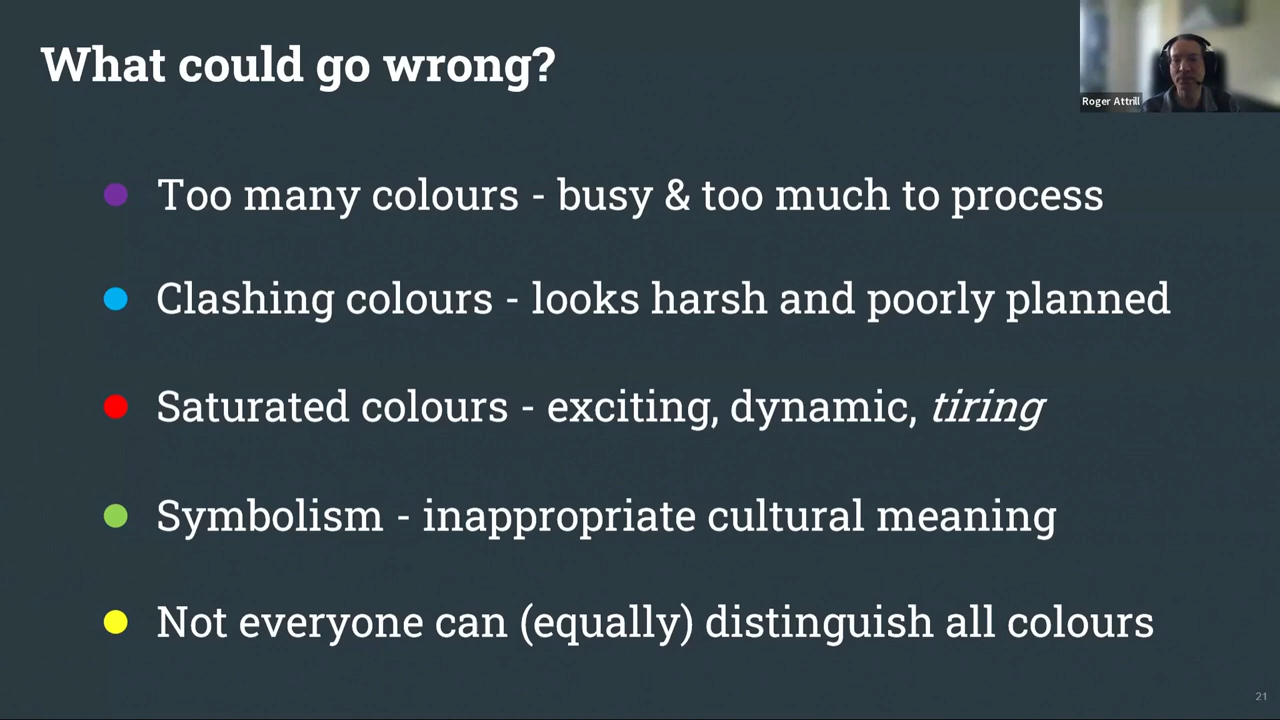 What could go wrong?
Roger Attrill
Too many colours - busy & too much to process
Clashing colours - looks harsh and poorly planned
Saturated colours - exciting, dynamic, tiring
Symbolism - inappropriate cultural meaning
Not everyone can (equally) distinguish all colours
21